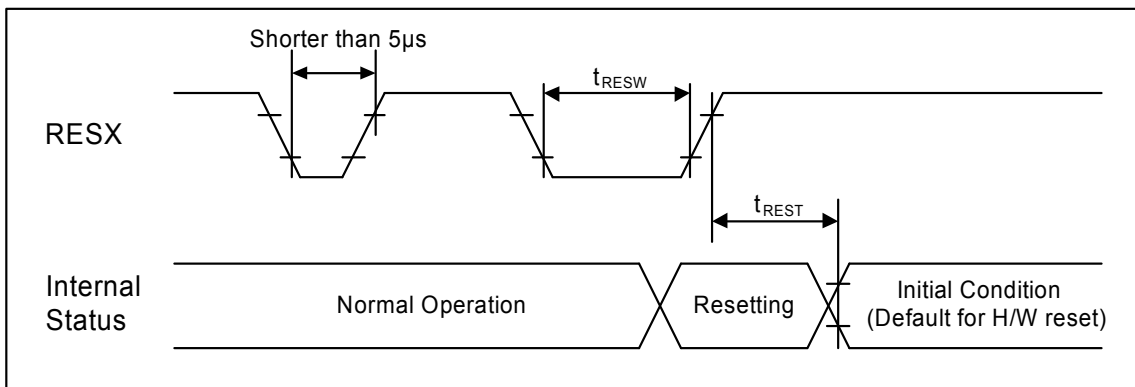 Shorter than 5µs
tRESW
RESX
tREST
Internal
Status
Normal Operation
Resetting
Initial Condition
(Default for H/W reset)